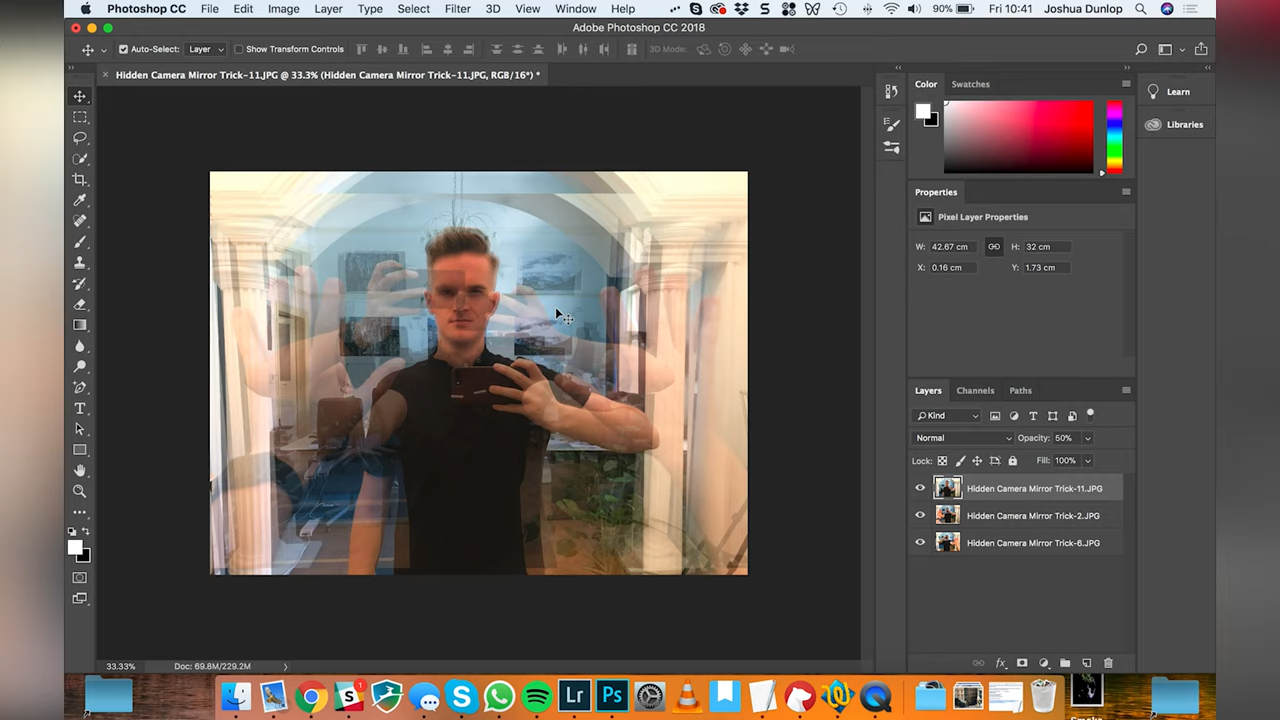 Photoshop CC File Edit Image Layer Type Select Filter 3D View Window Help 90% Fri 10:41 Joshua Dunlop
Adobe Photoshop CC 2018
Auto-Select: Layer Show Transform Controls 3D Mode:
Hidden Camera Mirror Trick-11.JPG @ 33.3% (Hidden Camera Mirror Trick-11.JPG, RGB/16*) *
Color Swatches
Learn
Libraries
Properties
Pixel Layer Properties
W: 42.67 cm H: 32 cm
X: 0.16 cm Y: 1.73 cm
Layers Channels Paths
Kind
Normal Opacity: 50%
Lock: Fill: 100%
Hidden Camera Mirror Trick-11.JPG
Hidden Camera Mirror Trick-2.JPG
Hidden Camera Mirror Trick-6.JPG
33.33% Doc: 69.8M/229.2M
1
Lr Ps